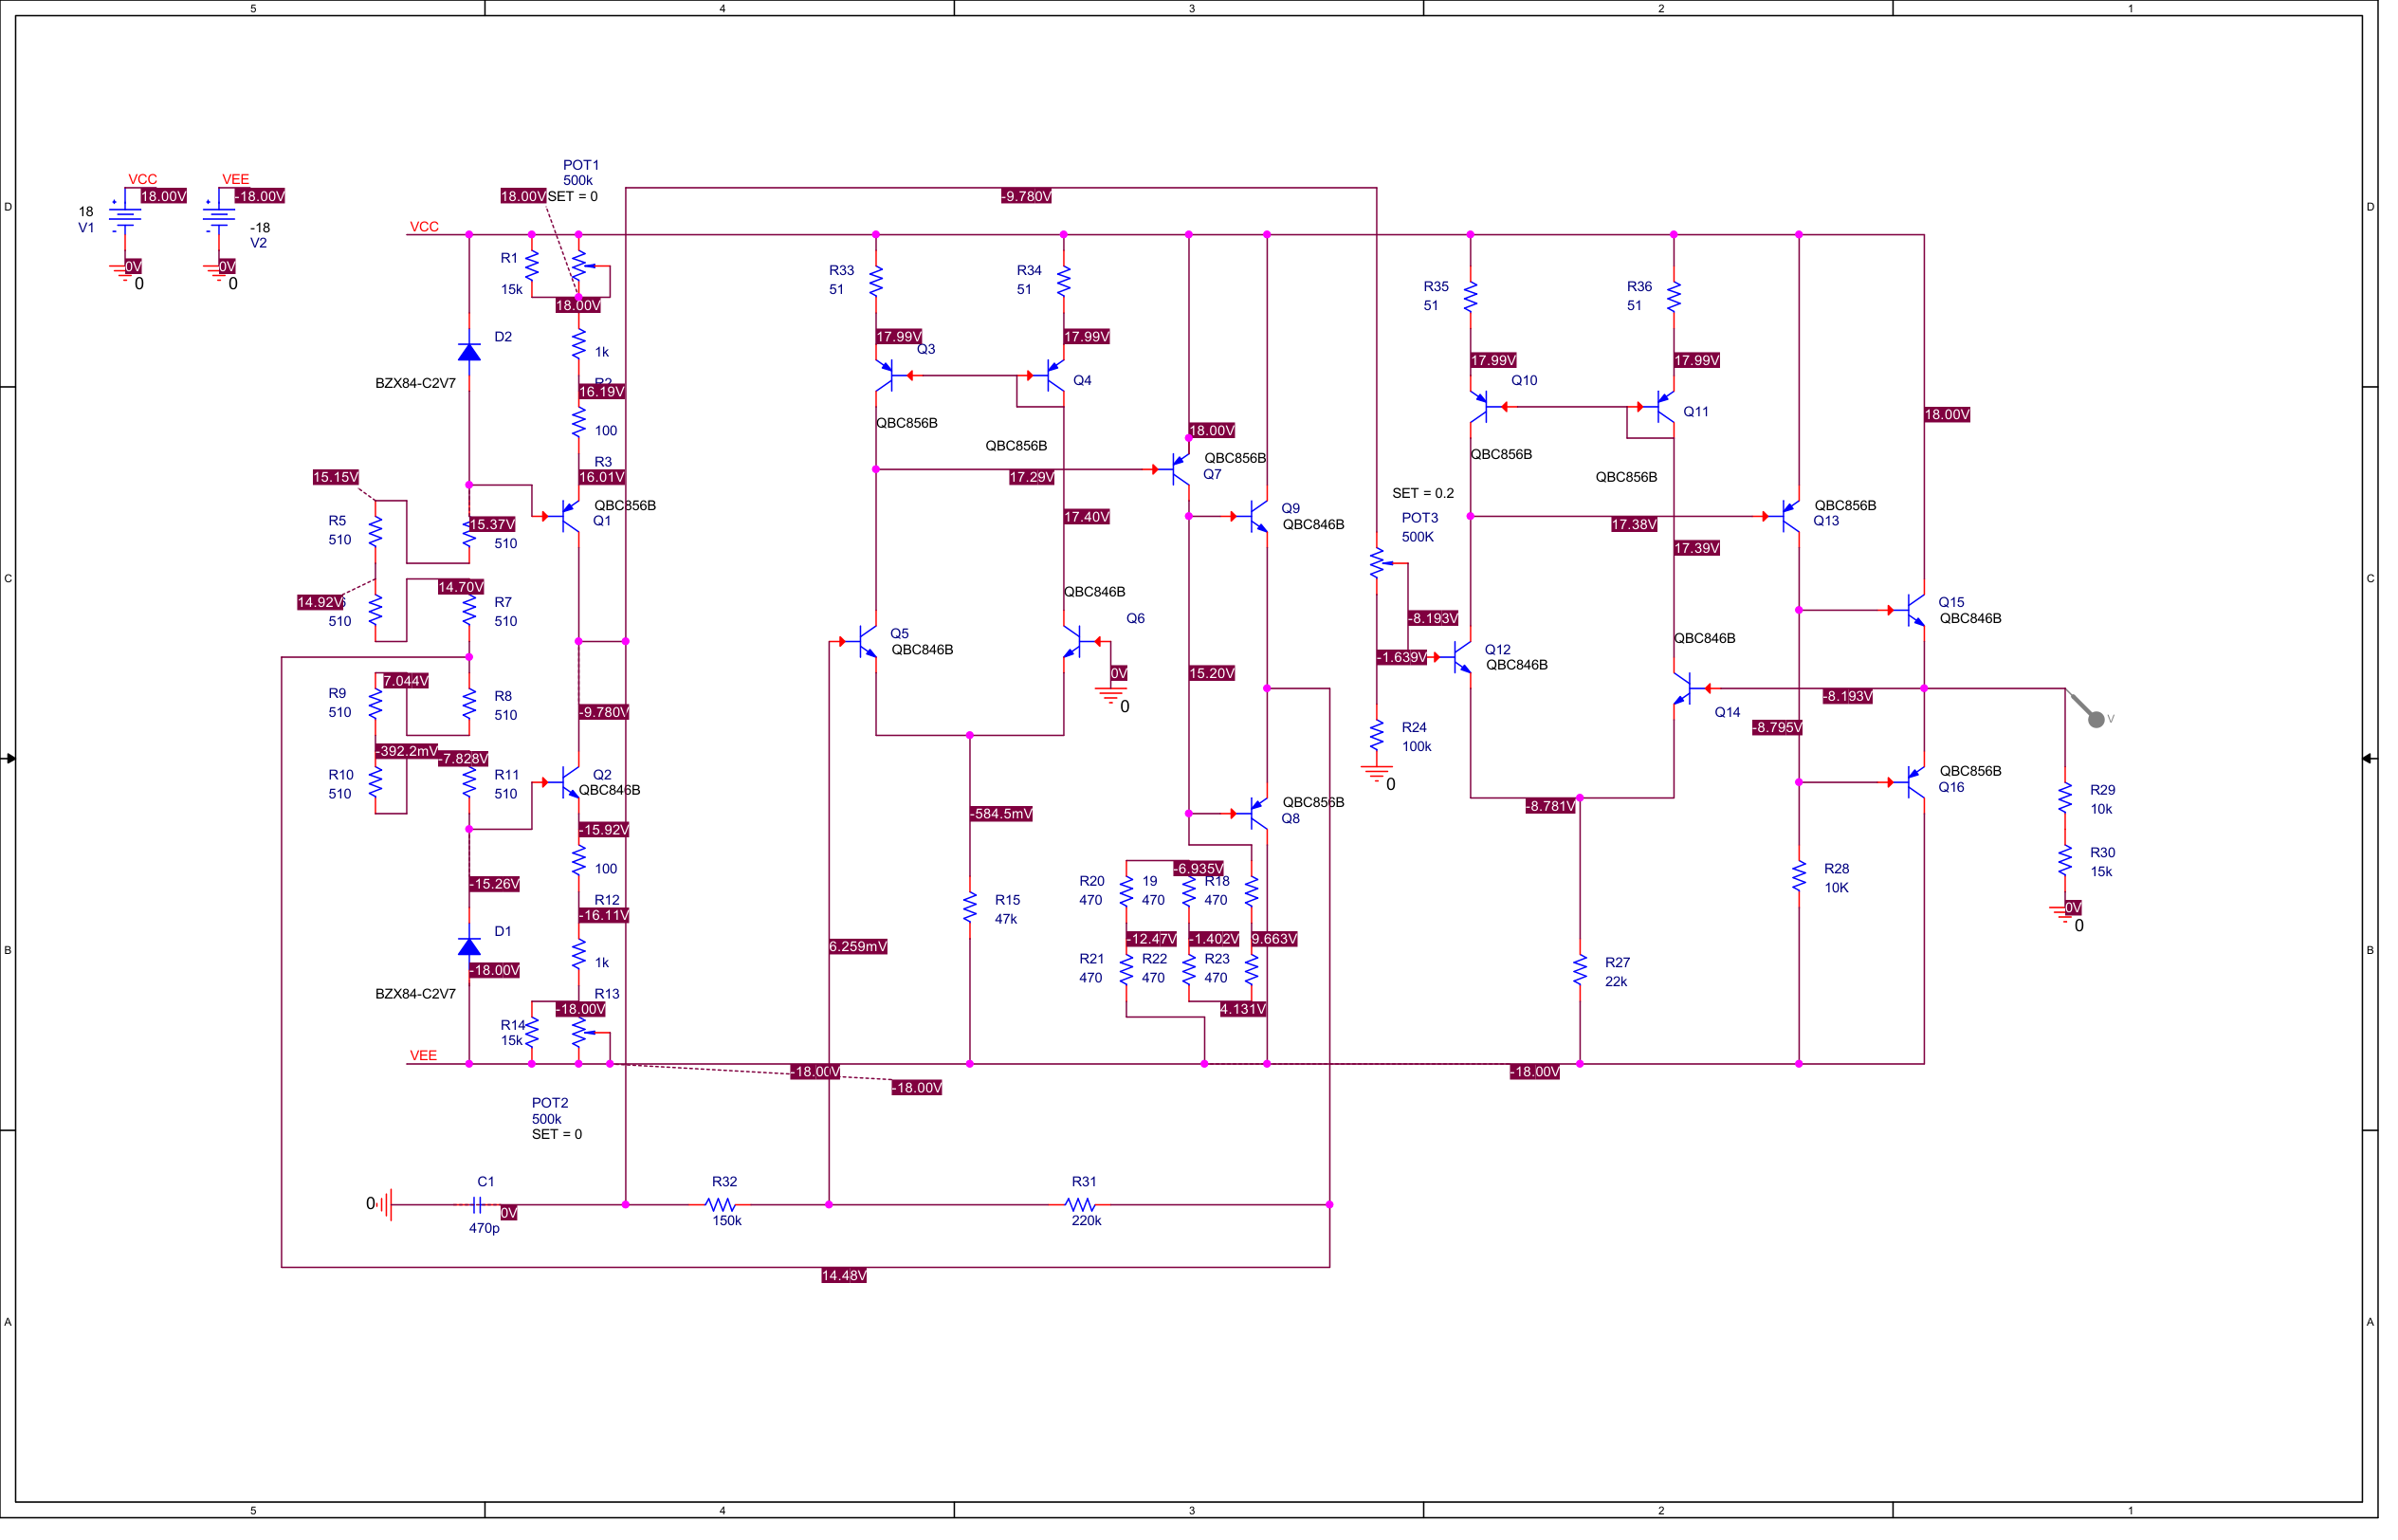 5 4 3 2 1
D D
C C
B B
A A
VCC
18.00V
18
V1
0V
0
VEE
-18.00V
-18
V2
0V
0
POT1
500k
SET = 0
18.00V
-9.780V
VCC
R1
15k
18.00V
D2
BZX84-C2V7
1k
16.19V
100
R3
16.01V
QBC856B
Q1
15.15V
R5
510
15.37V
510
14.92V
510
14.70V
R7
510
7.044V
R9
510
R8
510
-392.2mV
-7.828V
R10
510
R11
510
-9.780V
Q2
QBC846B
-15.92V
100
R12
-16.11V
-15.26V
D1
-18.00V
BZX84-C2V7
1k
R13
-18.00V
R14
15k
VEE
POT2
500k
SET = 0
-18.00V
-18.00V
-18.00V
R33
51
R34
51
17.99V
17.99V
Q3
Q4
QBC856B
QBC856B
17.29V
17.40V
18.00V
QBC856B
Q7
Q9
QBC846B
Q5
QBC846B
QBC846B
Q6
0V
0
15.20V
-584.5mV
R15
47k
6.259mV
QBC856B
Q8
-6.935V
R20
470
19
470
R18
470
-12.47V
-1.402V
9.663V
R21
470
R22
470
R23
470
4.131V
SET = 0.2
POT3
500K
-8.193V
-1.639V
R24
100k
0
R35
51
R36
51
17.99V
17.99V
Q10
Q11
QBC856B
QBC856B
17.38V
17.39V
QBC856B
Q13
18.00V
Q12
QBC846B
QBC846B
Q14
Q15
QBC846B
-8.193V
-8.795V
-8.781V
QBC856B
Q16
V
R29
10k
R30
15k
0V
0
R28
10K
R27
22k
0
C1
470p
0V
R32
150k
R31
220k
14.48V
5 4 3 2 1